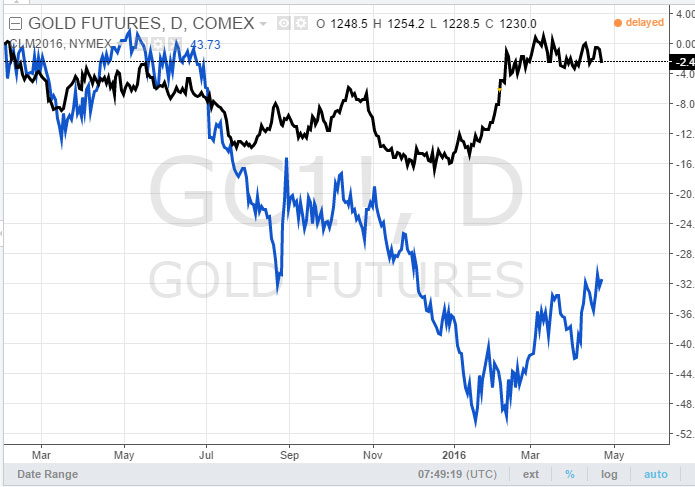 GOLD FUTURES, D, COMEX O 1248.5 H 1254.2 L 1228.5 C 1230.0 delayed
CLM2016, NYMEX 43.73
4.00
0.00
-2.4
-4.0
-8.0
-12.
-16.
-20.
-24.
-28.
-32.
-36.
-40.
-44.
-48.
-52.
GC1!, D
GOLD FUTURES
Mar May Jul Sep Nov 2016 Mar May
Date Range 07:49:19 (UTC) ext % log auto